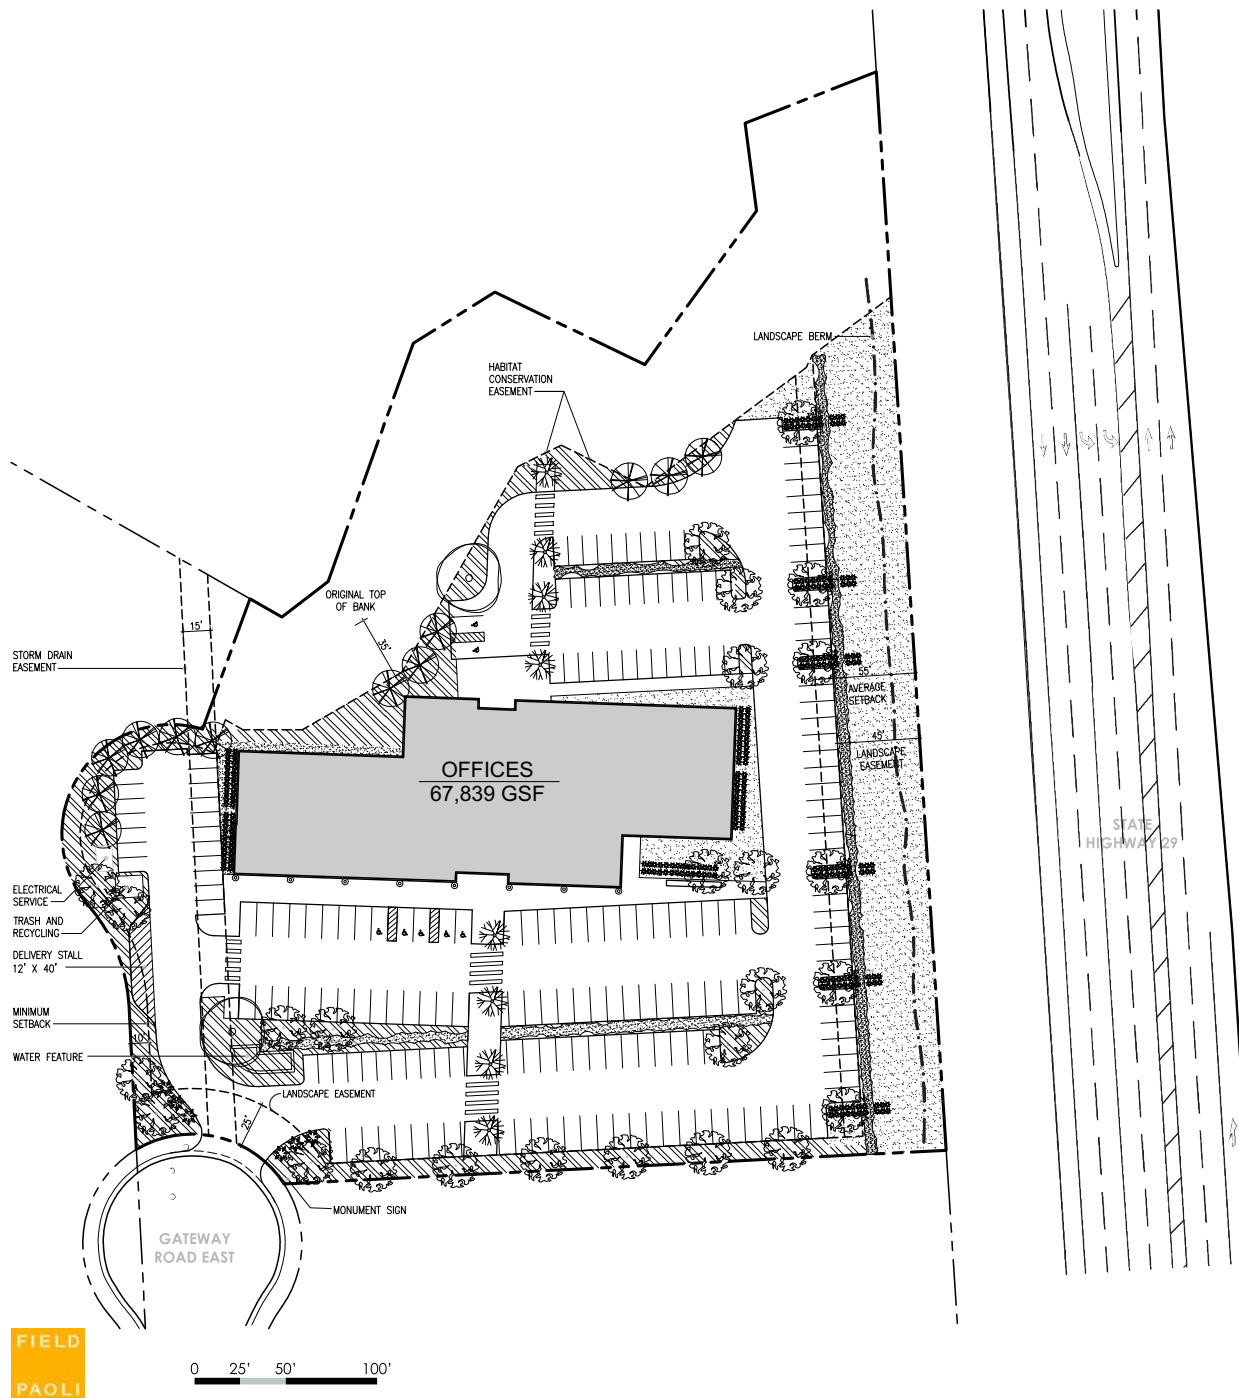 LANDSCAPE BERM
HABITAT
CONSERVATION
EASEMENT
ORIGINAL TOP
OF BANK
35'
15'
STORM DRAIN
EASEMENT
55'
AVERAGE
SETBACK
45'
LANDSCAPE
EASEMENT
OFFICES
67,839 GSF
STATE
HIGHWAY 29
ELECTRICAL
SERVICE
TRASH AND
RECYCLING
DELIVERY STALL
12' X 40'
MINIMUM
SETBACK
10'
WATER FEATURE
LANDSCAPE EASEMENT
25'
MONUMENT SIGN
GATEWAY
ROAD EAST
FIELD
PAOLI
0 25' 50' 100'